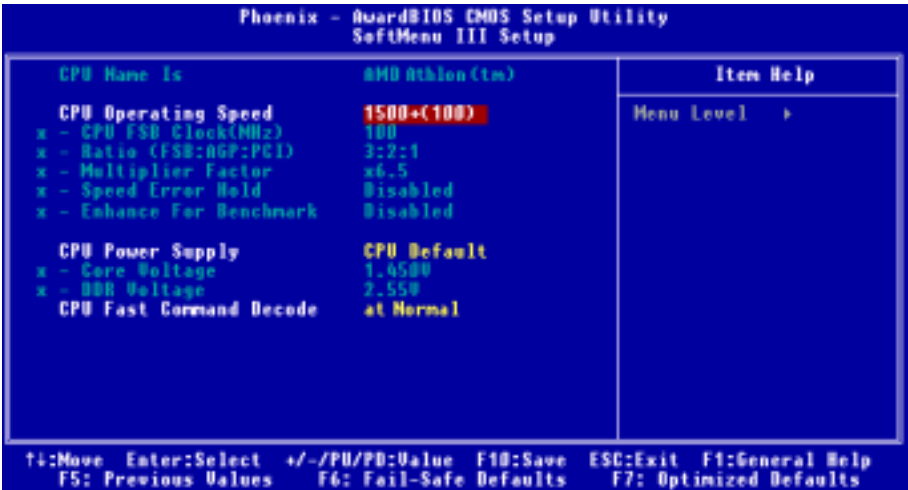 Phoenix - AwardBIOS CMOS Setup Utility
SoftMenu III Setup
CPU Name Is AMD Athlon(tm) Item Help
CPU Operating Speed 1500+(100) Menu Level ▸
x - CPU FSB Clock(MHz) 100
x - Ratio (FSB:AGP:PCI) 3:2:1
x - Multiplier Factor x6.5
x - Speed Error Hold Disabled
x - Enhance For Benchmark Disabled
CPU Power Supply CPU Default
x - Core Voltage 1.450V
x - DDR Voltage 2.55V
CPU Fast Command Decode at Normal
↑↓:Move Enter:Select +/-/PU/PD:Value F10:Save ESC:Exit F1:General Help
F5: Previous Values F6: Fail-Safe Defaults F7: Optimized Defaults